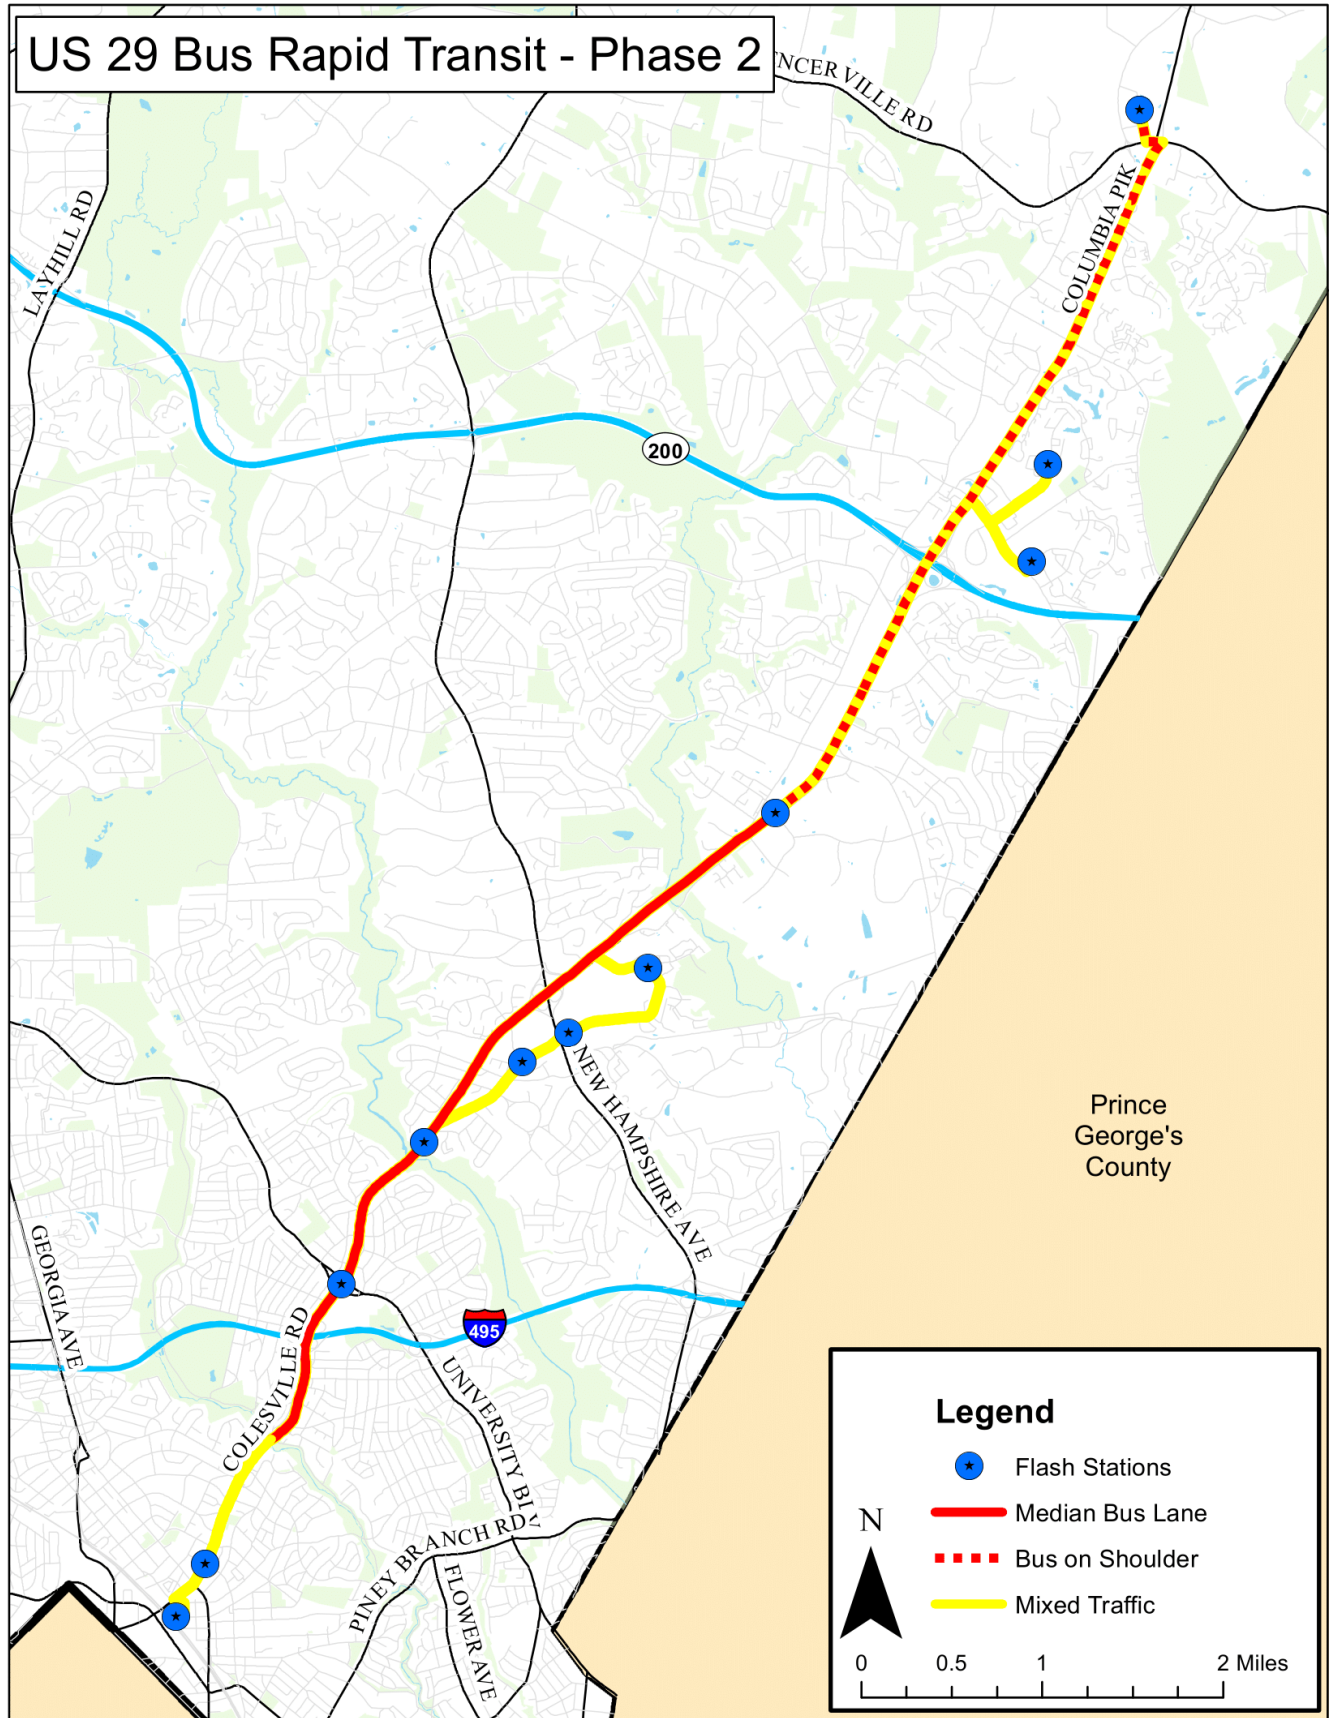 US 29 Bus Rapid Transit - Phase 2
NCERVILLE RD
COLUMBIA PIK
LAYHILL RD
200
NEW HAMPSHIRE AVE
Prince
George's
County
GEORGIA AVE
COLESVILLE RD
495
UNIVERSITY BLV
PINEY BRANCH RD
FLOWER AVE
Legend
Flash Stations
Median Bus Lane
Bus on Shoulder
Mixed Traffic
N
0 0.5 1 2 Miles